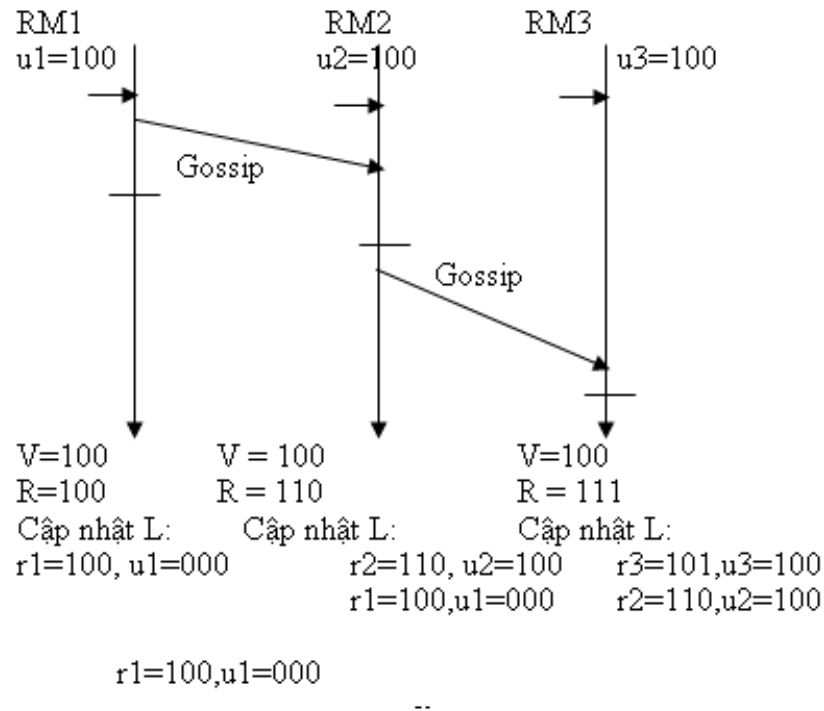 RM1 RM2 RM3
u1=100 u2=100 u3=100
Gossip
Gossip
V=100 V = 100 V=100
R=100 R = 110 R = 111
Cập nhật L: Cập nhật L: Cập nhật L:
r1=100, u1=000 r2=110, u2=100 r3=101,u3=100
r1=100,u1=000 r2=110,u2=100
r1=100,u1=000